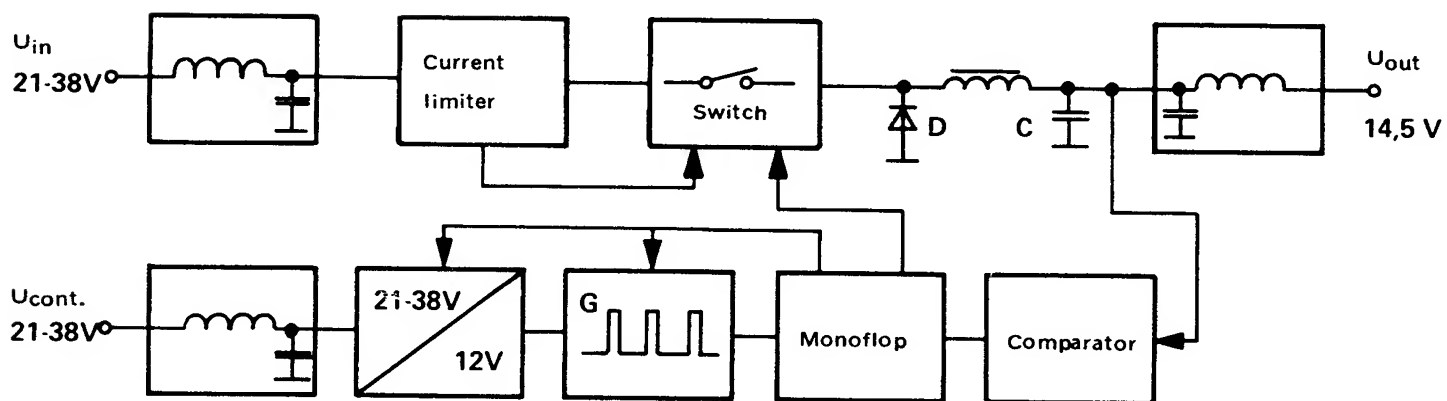 U_in
21-38V
Current
limiter
Switch
D
C
U_out
14,5 V
U_cont.
21-38V
21-38V
12V
G
Monoflop
Comparator